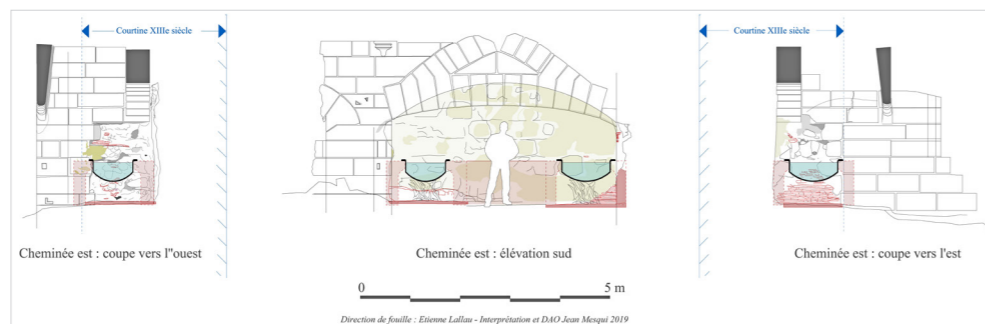 Courtine XIIIe siècle
Courtine XIIIe siècle
Cheminée est : coupe vers l"ouest
Cheminée est : élévation sud
Cheminée est : coupe vers l'est
0 5 m
Direction de fouille : Etienne Lallau - Interprétation et DAO Jean Mesqui 2019